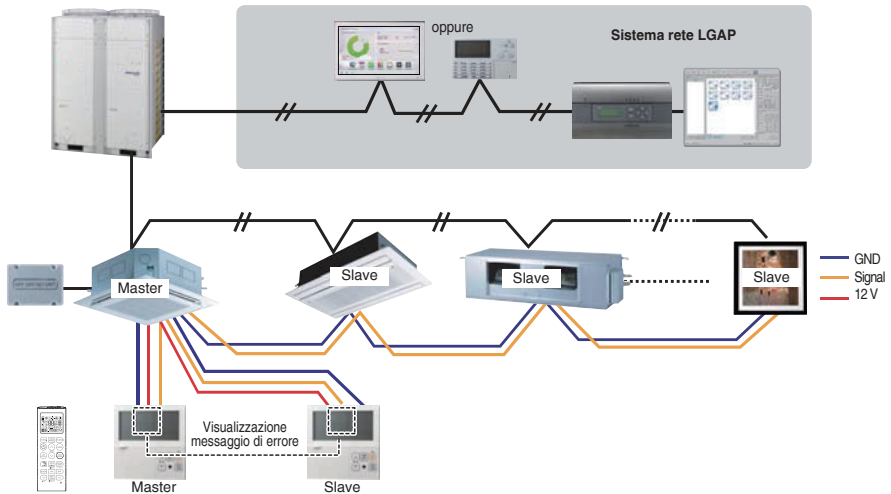 oppure
Sistema rete LGAP
Master
Slave
Slave
Slave
GND
Signal
12 V
Visualizzazione
messaggio di errore
Master
Slave